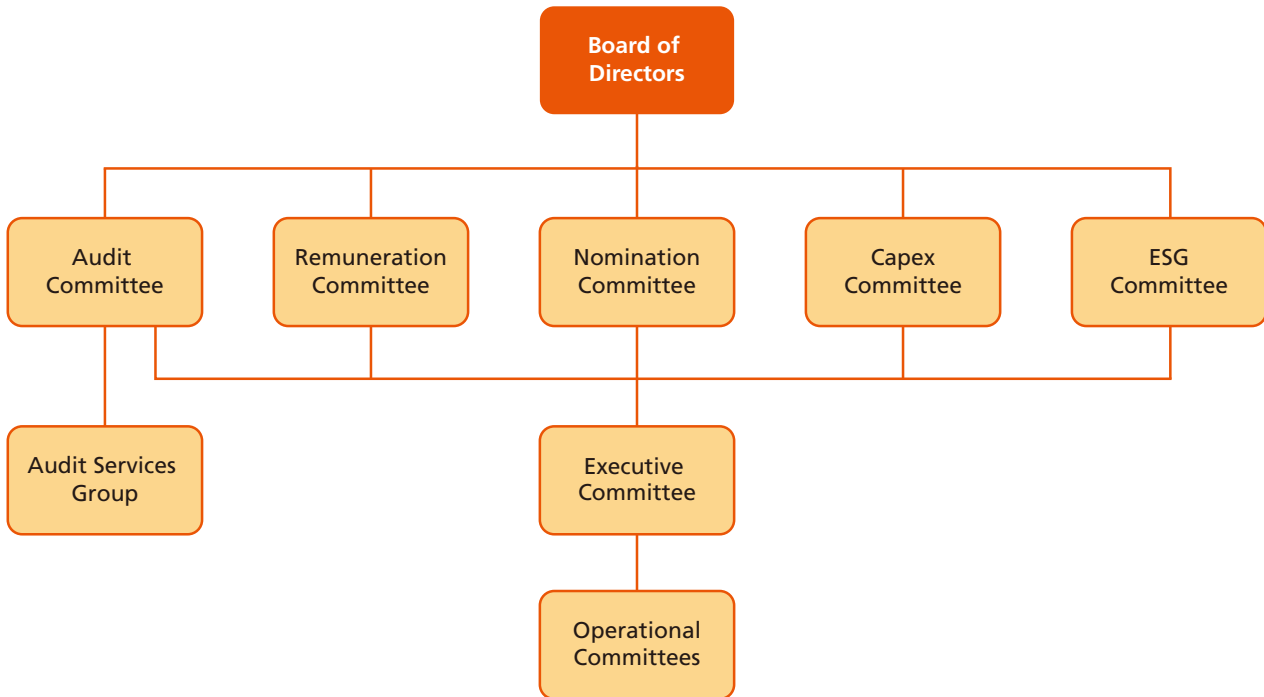 Board of
Directors
Audit
Committee
Remuneration
Committee
Nomination
Committee
Capex
Committee
ESG
Committee
Audit Services
Group
Executive
Committee
Operational
Committees